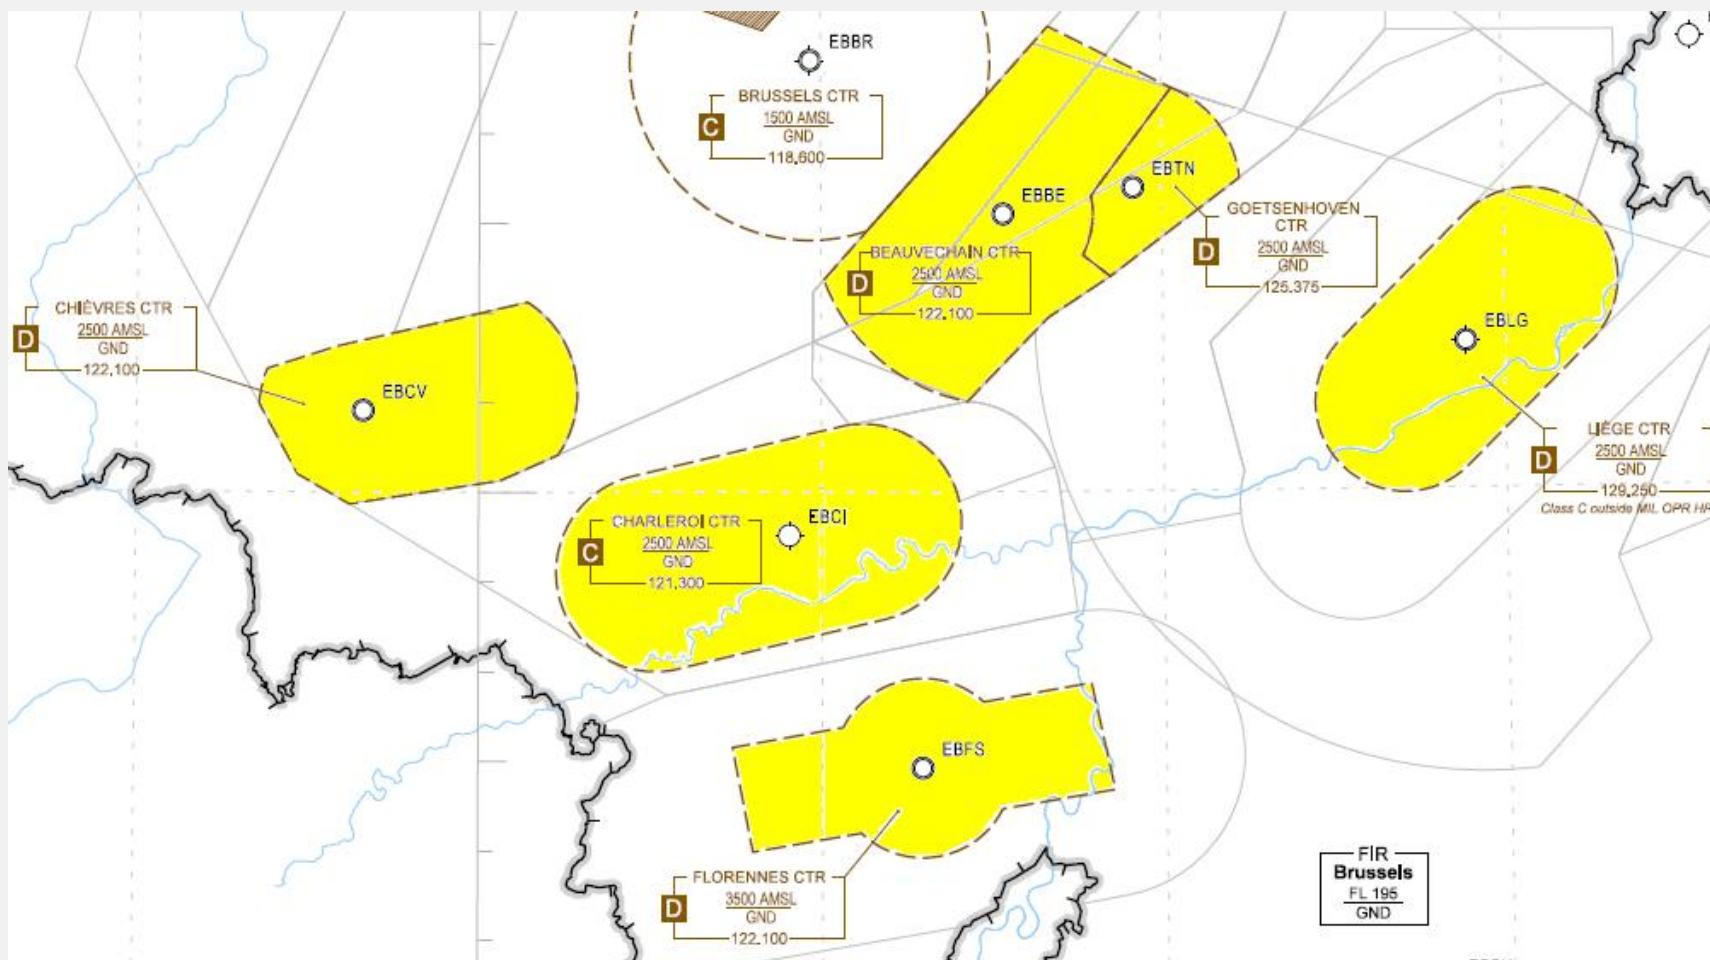 EBBR
BRUSSELS CTR
C
1500 AMSL
GND
118,600
EBTN
EBBE
GOETSENHOVEN
CTR
D
2500 AMSL
GND
125.375
BEAUVECHAIN CTR
D
2500 AMSL
GND
122,100
CHIÈVRES CTR
D
2500 AMSL
GND
122,100
EBCV
EBLG
LIÈGE CTR
D
2500 AMSL
GND
129,250
Class C outside MIL OPR HR
EBCI
CHARLEROI CTR
C
2500 AMSL
GND
121,300
EBFS
FLORENNES CTR
D
3500 AMSL
GND
122,100
FIR
Brussels
FL 195
GND